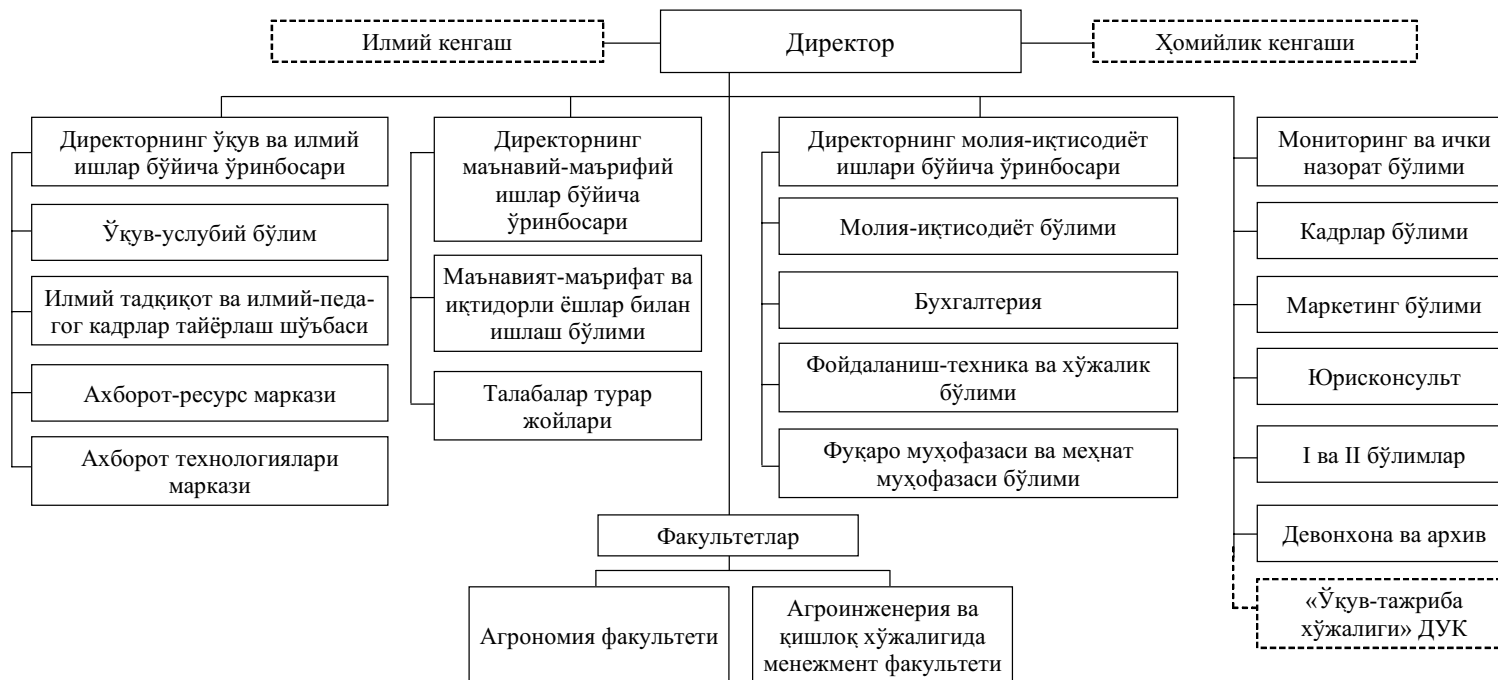 Илмий кенгаш
Директор
Ҳомийлик кенгаши
Директорнинг ўқув ва илмий
ишлар бўйича ўринбосари
Ўқув-услубий бўлим
Илмий тадқиқот ва илмий-педа-
гог кадрлар тайёрлаш шўъбаси
Ахборот-ресурс маркази
Ахборот технологиялари
маркази
Директорнинг
маънавий-маърифий
ишлар бўйича
ўринбосари
Маънавият-маърифат ва
иқтидорли ёшлар билан
ишлаш бўлими
Талабалар турар
жойлари
Директорнинг молия-иқтисодиёт
ишлари бўйича ўринбосари
Молия-иқтисодиёт бўлими
Бухгалтерия
Фойдаланиш-техника ва хўжалик
бўлими
Фуқаро муҳофазаси ва меҳнат
муҳофазаси бўлими
Мониторинг ва ички
назорат бўлими
Кадрлар бўлими
Маркетинг бўлими
Юрисконсульт
I ва II бўлимлар
Девонхона ва архив
«Ўқув-тажриба
хўжалиги» ДУК
Факультетлар
Агрономия факультети
Агроинженерия ва
қишлоқ хўжалигида
менежмент факультети